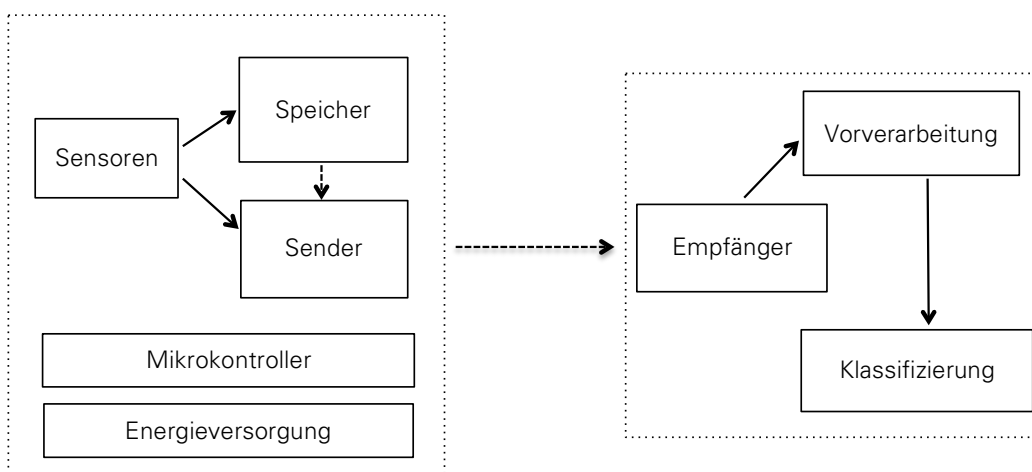 Speicher
Sensoren
Sender
Mikrokontroller
Energieversorgung
Vorverarbeitung
Empfänger
Klassifizierung